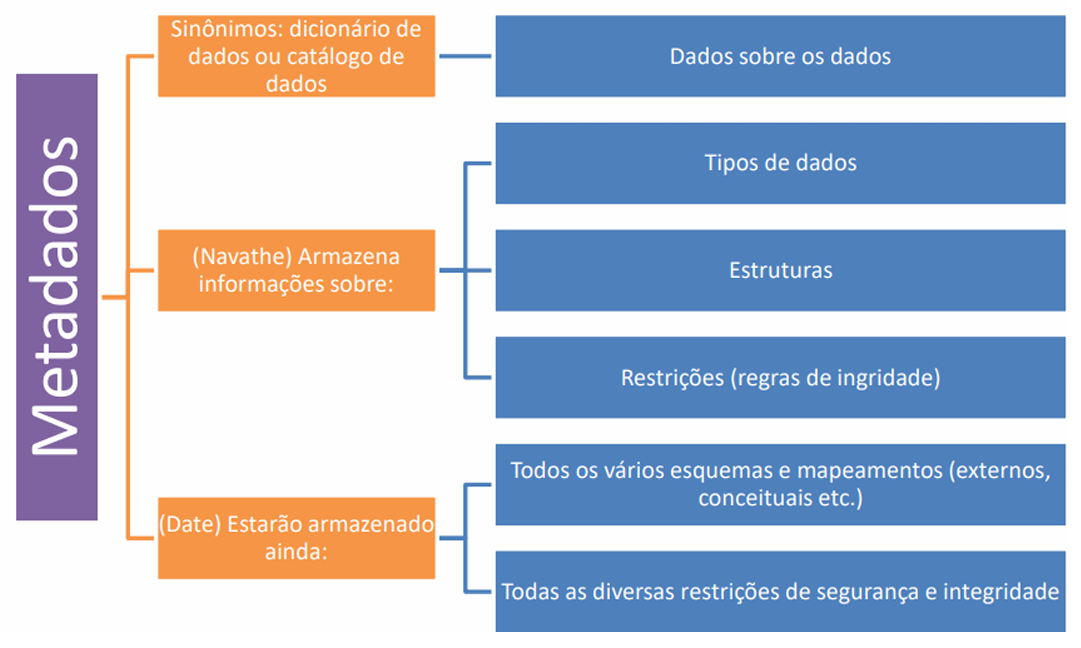 Metadados
Sinônimos: dicionário de
dados ou catálogo de
dados
Dados sobre os dados
(Navathe) Armazena
informações sobre:
Tipos de dados
Estruturas
Restrições (regras de ingridade)
(Date) Estarão armazenado
ainda:
Todos os vários esquemas e mapeamentos (externos,
conceituais etc.)
Todas as diversas restrições de segurança e integridade